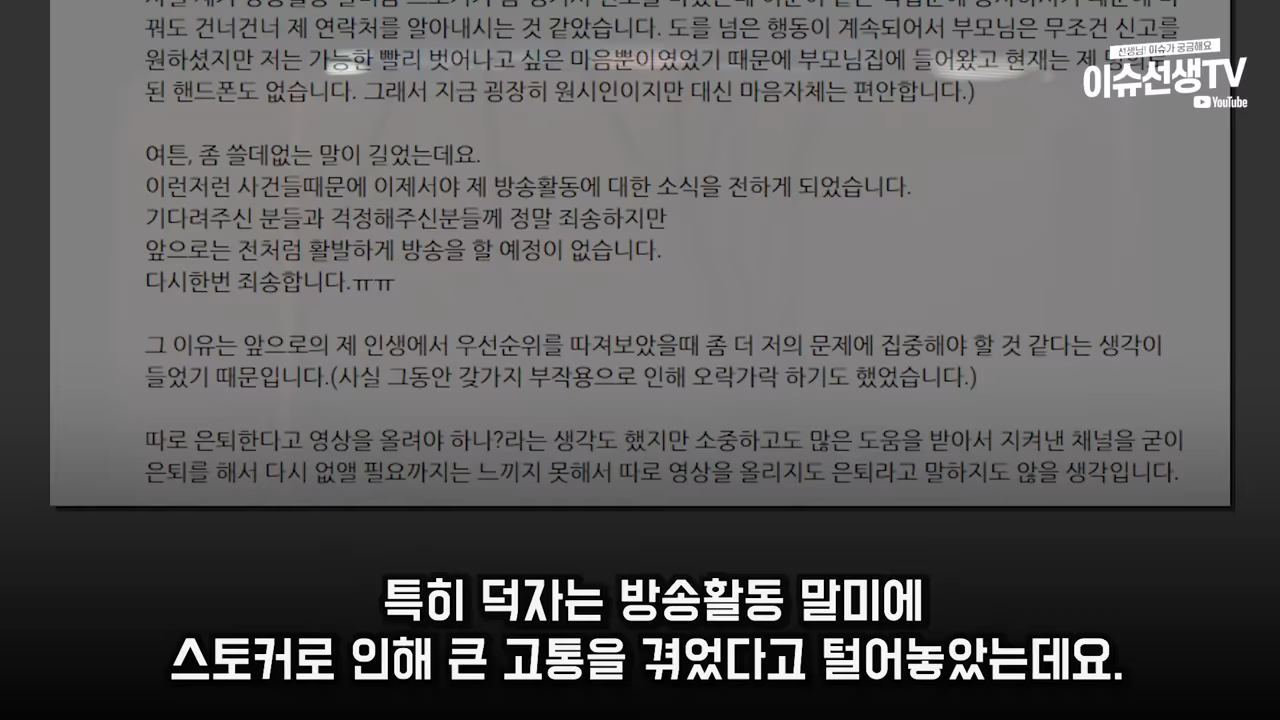 꿔도 건너건너 제 연락처를 알아내시는 것 같았습니다. 도를 넘은 행동이 계속되어서 부모님은 무조건 신고를
원하셨지만 저는 가능한 빨리 벗어나고 싶은 마음뿐이였었기 때문에 부모님집에 들어왔고 현재는 제
된 핸드폰도 없습니다. 그래서 지금 굉장히 원시인이지만 대신 마음자체는 편안합니다.)
선생님! 이슈가 궁금해요
이슈선생TV
YouTube
여튼, 좀 쓸데없는 말이 길었는데요.
이런저런 사건들때문에 이제서야 제 방송활동에 대한 소식을 전하게 되었습니다.
기다려주신 분들과 걱정해주신분들께 정말 죄송하지만
앞으로는 전처럼 활발하게 방송을 할 예정이 없습니다.
다시한번 죄송합니다.ㅠㅠ
그 이유는 앞으로의 제 인생에서 우선순위를 따져보았을때 좀 더 저의 문제에 집중해야 할 것 같다는 생각이
들었기 때문입니다.(사실 그동안 갖가지 부작용으로 인해 오락가락 하기도 했었습니다.)
따로 은퇴한다고 영상을 올려야 하나?라는 생각도 했지만 소중하고도 많은 도움을 받아서 지켜낸 채널을 굳이
은퇴를 해서 다시 없앨 필요까지는 느끼지 못해서 따로 영상을 올리지도 은퇴라고 말하지도 않을 생각입니다.
특히 덕자는 방송활동 말미에
스토커로 인해 큰 고통을 겪었다고 털어놓았는데요.